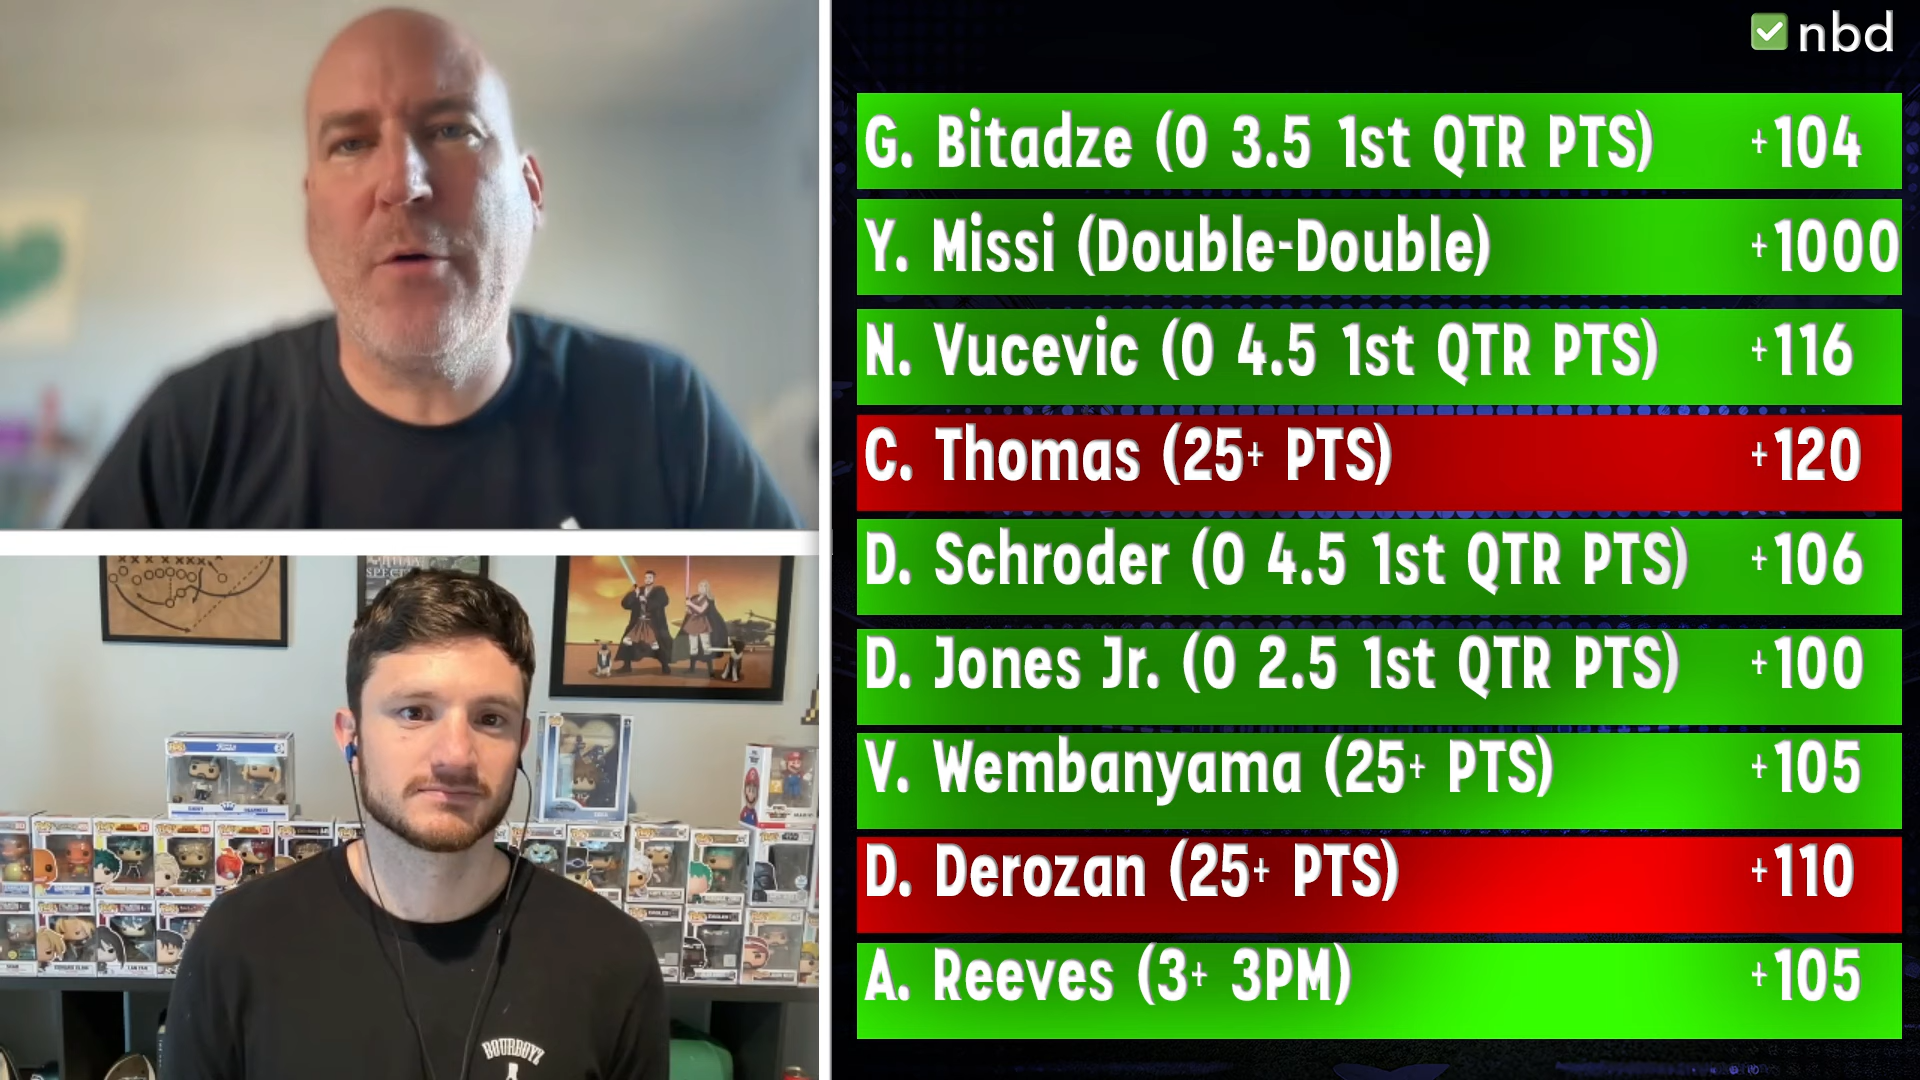 ✅ nbd
G. Bitadze (O 3.5 1st QTR PTS) +104
Y. Missi (Double-Double) +1000
N. Vucevic (O 4.5 1st QTR PTS) +116
C. Thomas (25+ PTS) +120
D. Schroder (O 4.5 1st QTR PTS) +106
D. Jones Jr. (O 2.5 1st QTR PTS) +100
V. Wembanyama (25+ PTS) +105
D. Derozan (25+ PTS) +110
A. Reeves (3+ 3PM) +105
BOURBOYZ